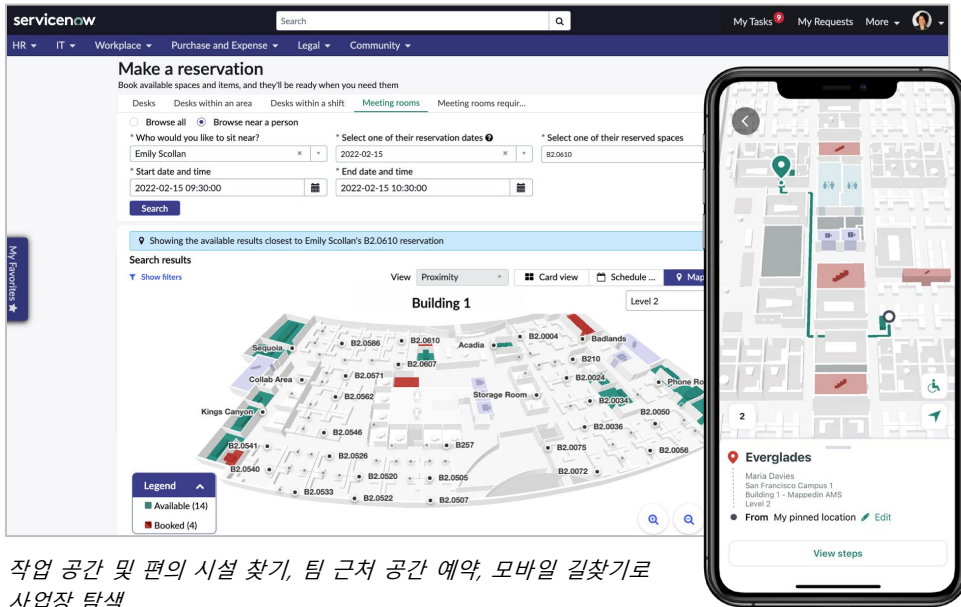 servicenow
Search
My Tasks 9 My Requests More
HR IT Workplace Purchase and Expense Legal Community
Make a reservation
Book available spaces and items, and they'll be ready when you need them
Desks Desks within an area Desks within a shift Meeting rooms Meeting rooms requir...
Browse all Browse near a person
* Who would you like to sit near? * Select one of their reservation dates * Select one of their reserved spaces
Emily Scollan 2022-02-15 B2.0610
* Start date and time * End date and time
2022-02-15 09:30:00 2022-02-15 10:30:00
Search
My Favorites
Showing the available results closest to Emily Scollan's B2.0610 reservation
Search results
Show filters View Proximity Card view Schedule ... Map
Building 1 Level 2
Sequoia B2.0586 B2.0610 Acadia B2.0004 Badlands
B2.0607 B210
Collab Area B2.0571 B2.0024 Phone Ro
B2.0562 Storage Room B2.0034
Kings Canyon B2.0050
B2.0546 B2.0036
B2.0541 B2.0526 B257 B2.0075 B2.0056
B2.0540 B2.0520 B2.0505 B2.0072
B2.0533 B2.0522 B2.0507
Legend
Available (14)
Booked (4)
2
Everglades
Maria Davies
San Francisco Campus 1
Building 1 - Mappedin AMS
Level 2
From My pinned location Edit
View steps
작업 공간 및 편의 시설 찾기, 팀 근처 공간 예약, 모바일 길찾기로
사업장 탐색